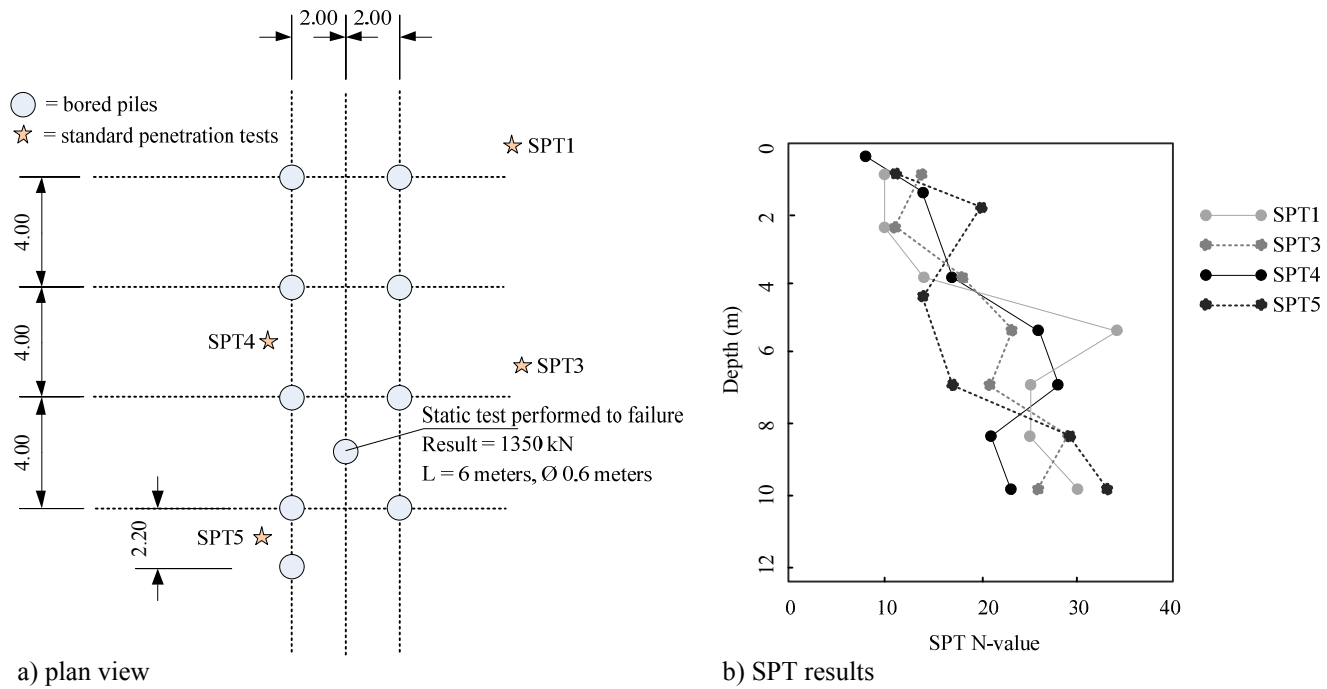 2.00 2.00
= bored piles
= standard penetration tests
SPT1
4.00
4.00
4.00
SPT4
SPT3
Static test performed to failure
Result = 1350 kN
L = 6 meters, Ø 0.6 meters
2.20
SPT5
a) plan view
0
2
4
6
8
10
12
Depth (m)
0 10 20 30 40
SPT N-value
SPT1
SPT3
SPT4
SPT5
b) SPT results